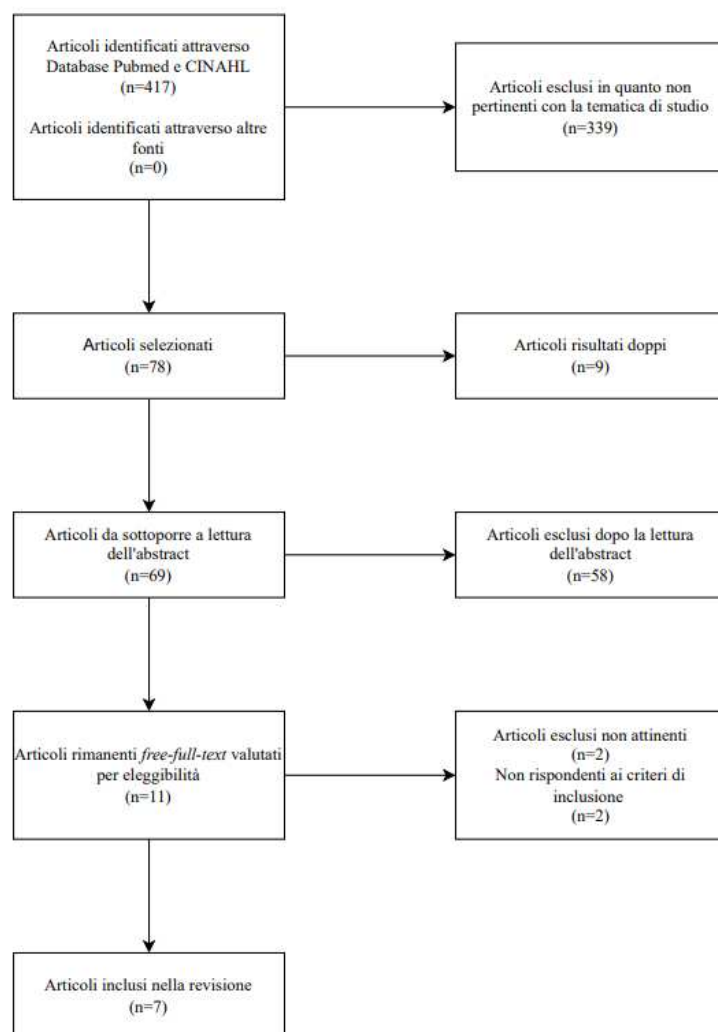 Articoli identificati attraverso
Database Pubmed e CINAHL
(n=417)
Articoli identificati attraverso altre
fonti
(n=0)
Articoli esclusi in quanto non
pertinenti con la tematica di studio
(n=339)
Articoli selezionati
(n=78)
Articoli risultati doppi
(n=9)
Articoli da sottoporre a lettura
dell'abstract
(n=69)
Articoli esclusi dopo la lettura
dell'abstract
(n=58)
Articoli rimanenti free-full-text valutati
per eleggibilità
(n=11)
Articoli esclusi non attinenti
(n=2)
Non rispondenti ai criteri di
inclusione
(n=2)
Articoli inclusi nella revisione
(n=7)